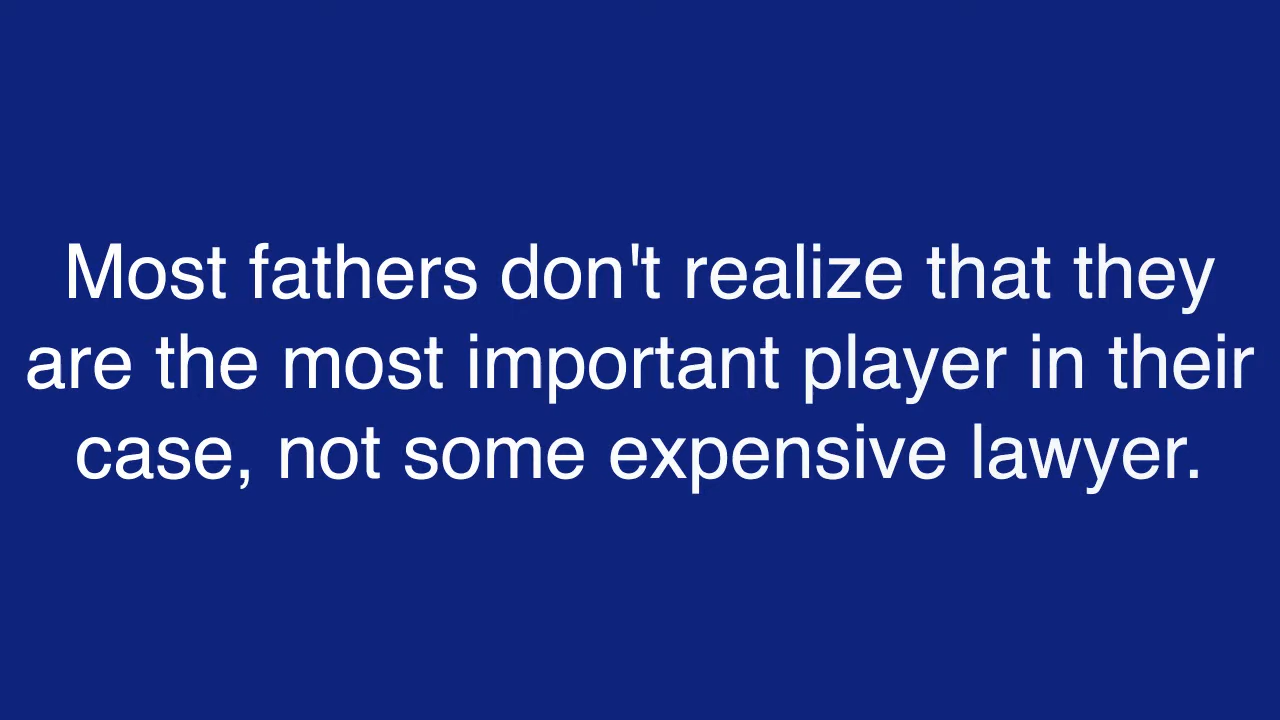 Most fathers don't realize that they
are the most important player in their
case, not some expensive lawyer.